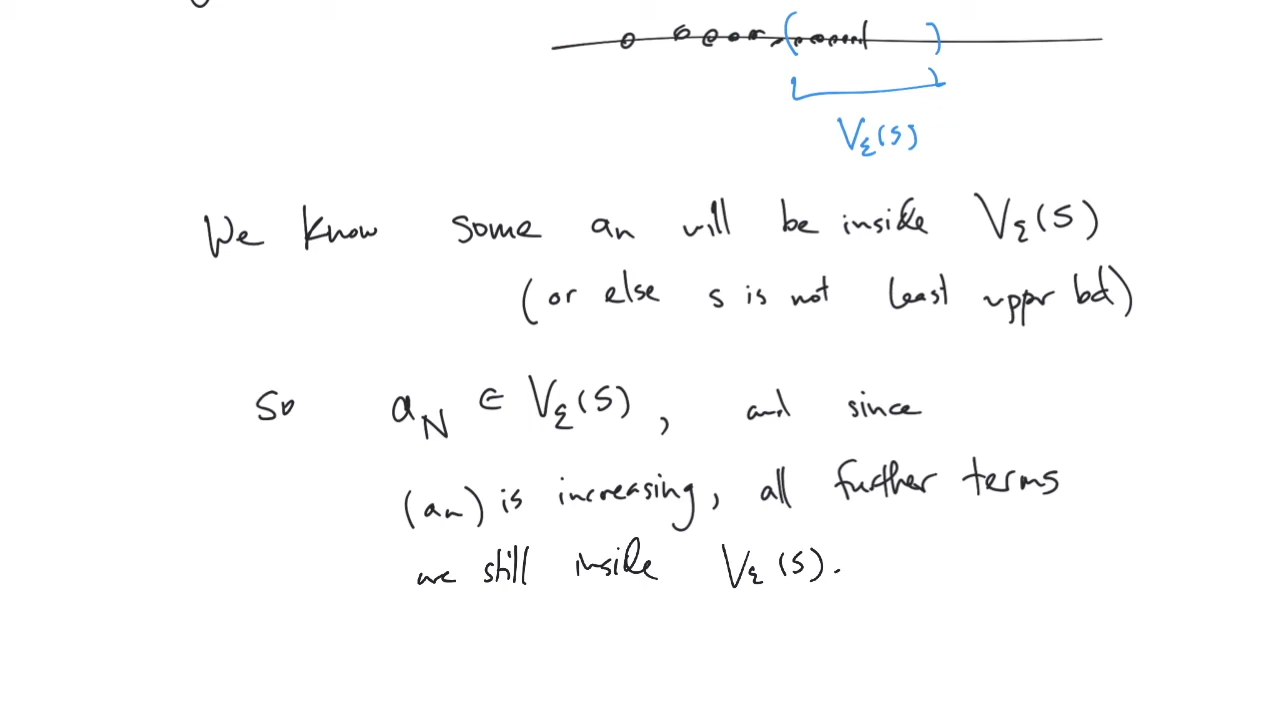 Vε(s)
We know some an will be inside Vε(s)
(or else s is not least uppr bd)
So aN ∈ Vε(s), and since
(an) is increasing, all further terms
are still inside Vε(s).